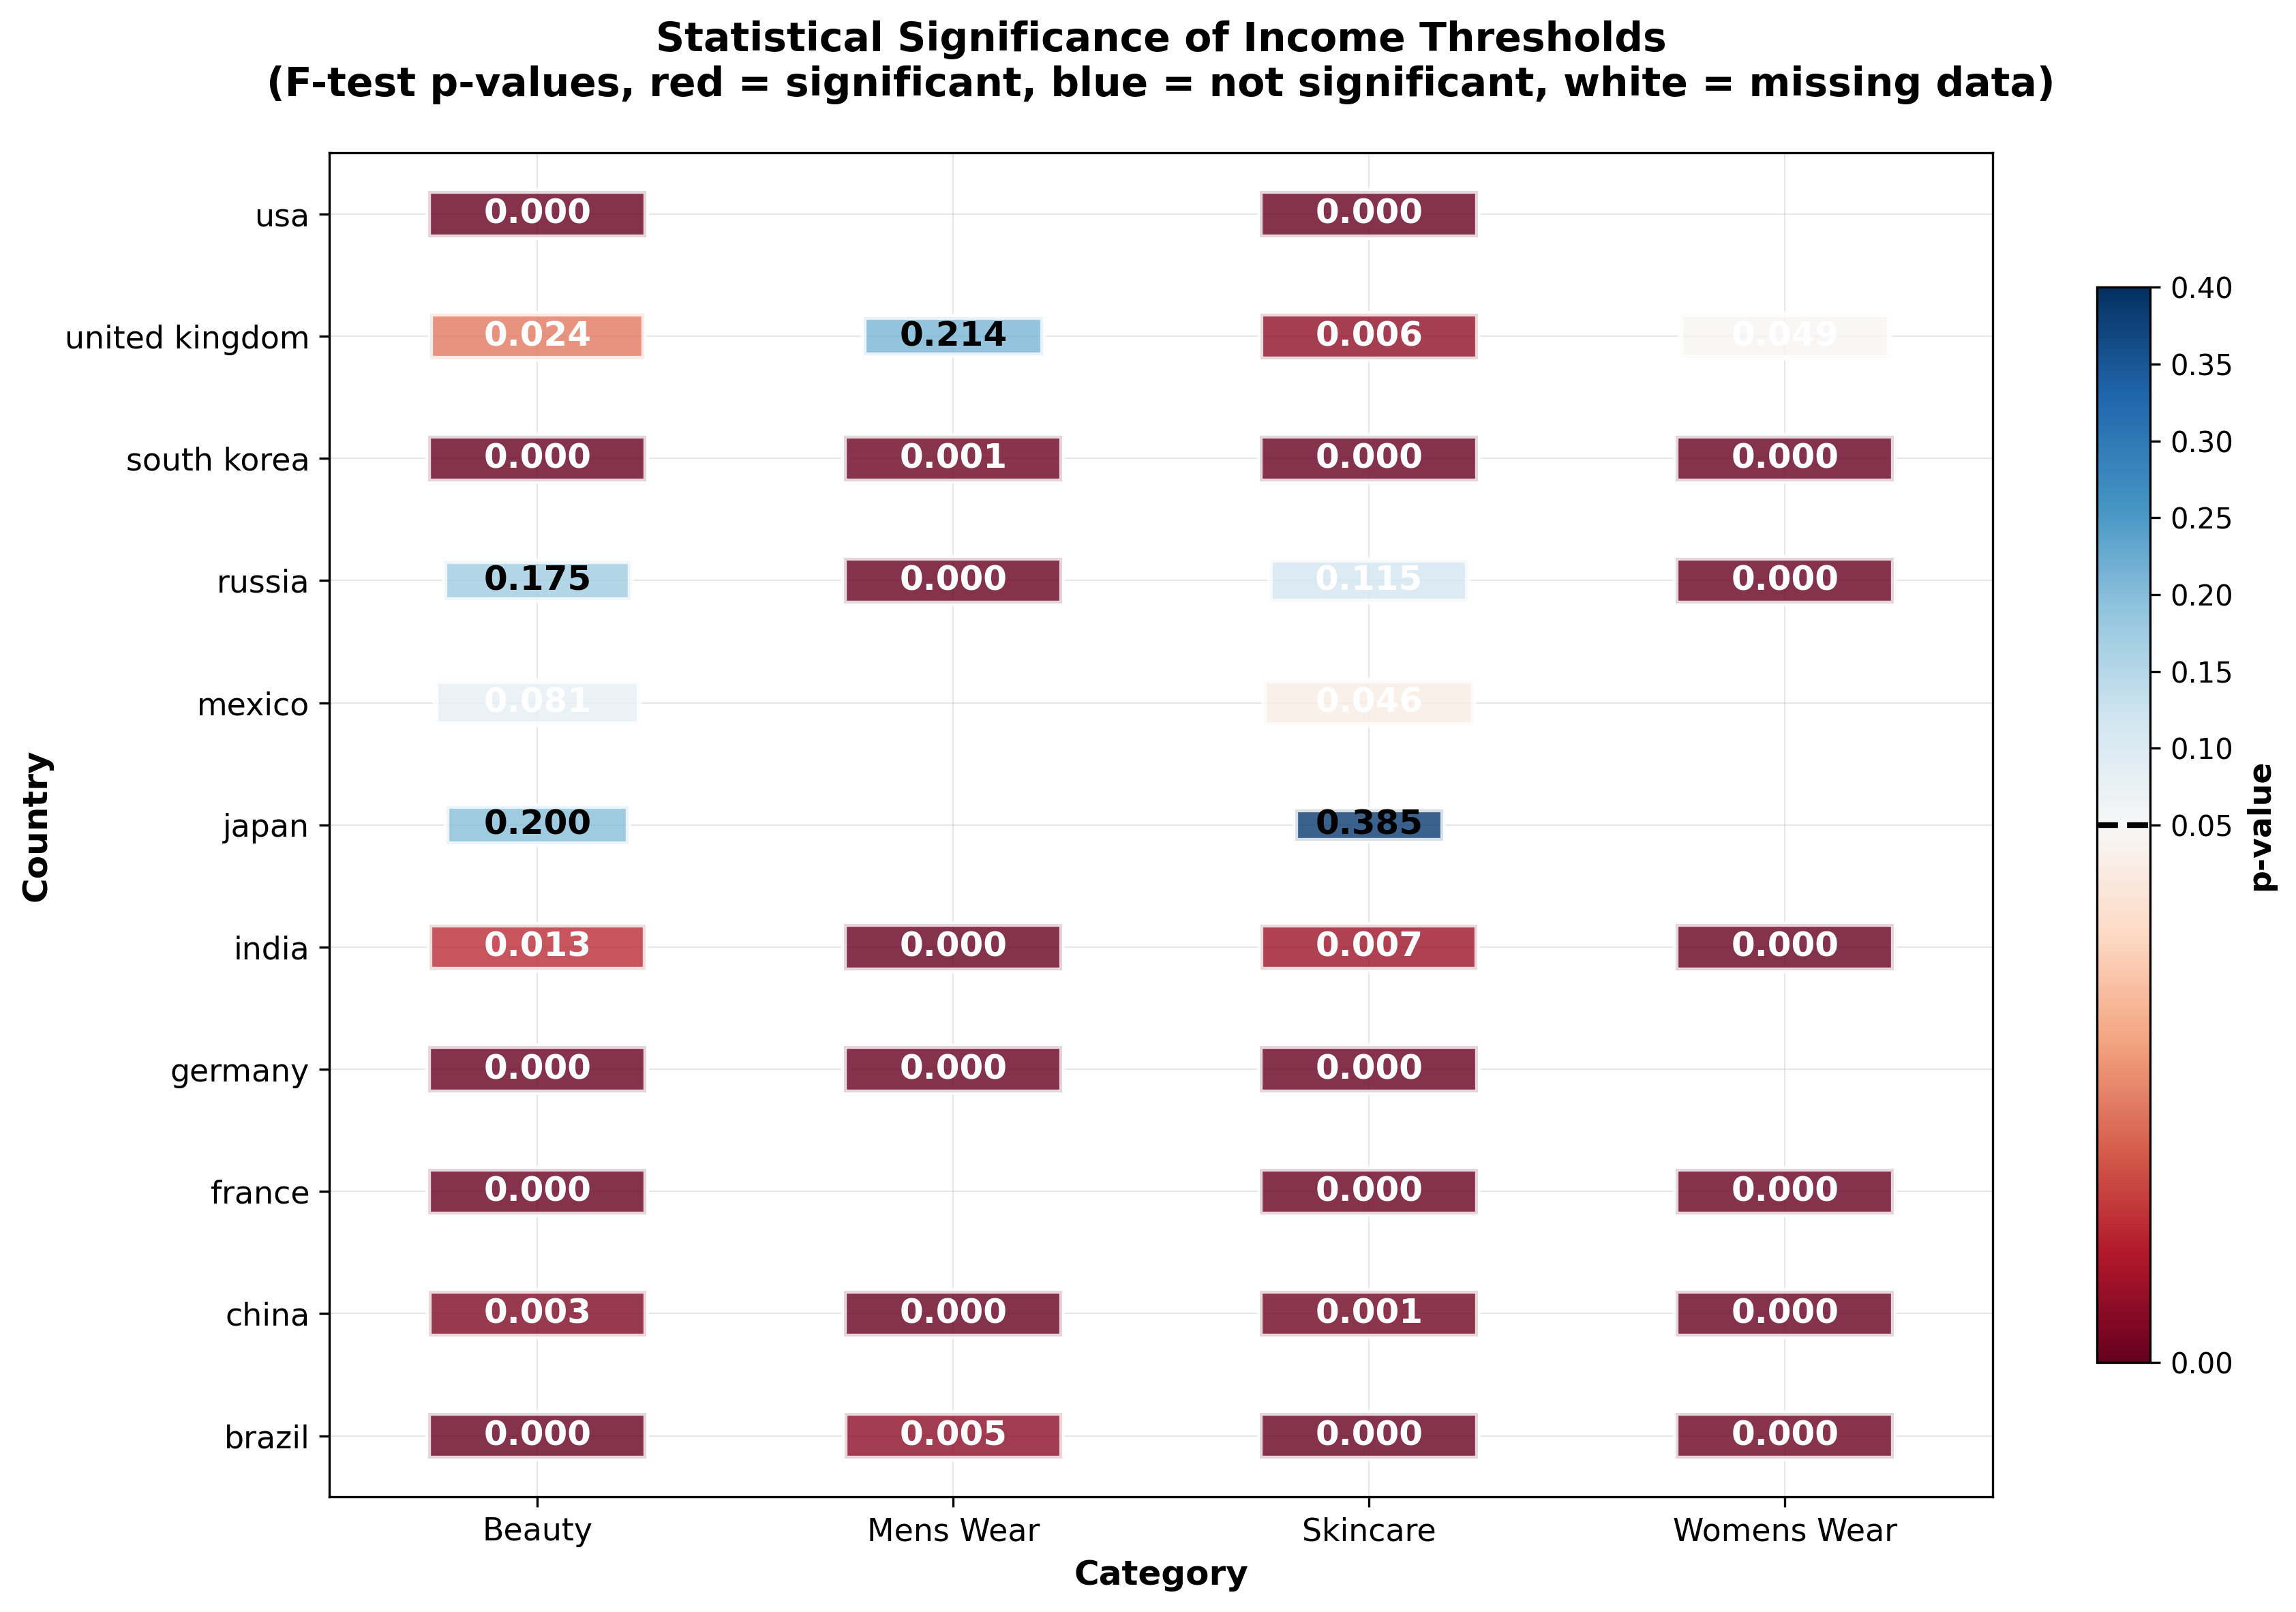 Statistical Significance of Income Thresholds
(F-test p-values, red = significant, blue = not significant, white = missing data)
usa 0.000 0.000
united kingdom 0.024 0.214 0.006 0.049
south korea 0.000 0.001 0.000 0.000
russia 0.175 0.000 0.115 0.000
mexico 0.081 0.046
japan 0.200 0.385
india 0.013 0.000 0.007 0.000
germany 0.000 0.000 0.000
france 0.000 0.000 0.000
china 0.003 0.000 0.001 0.000
brazil 0.000 0.005 0.000 0.000
Country
Beauty Mens Wear Skincare Womens Wear
Category
0.40
0.35
0.30
0.25
0.20
0.15
0.10
0.05
0.00
p-value